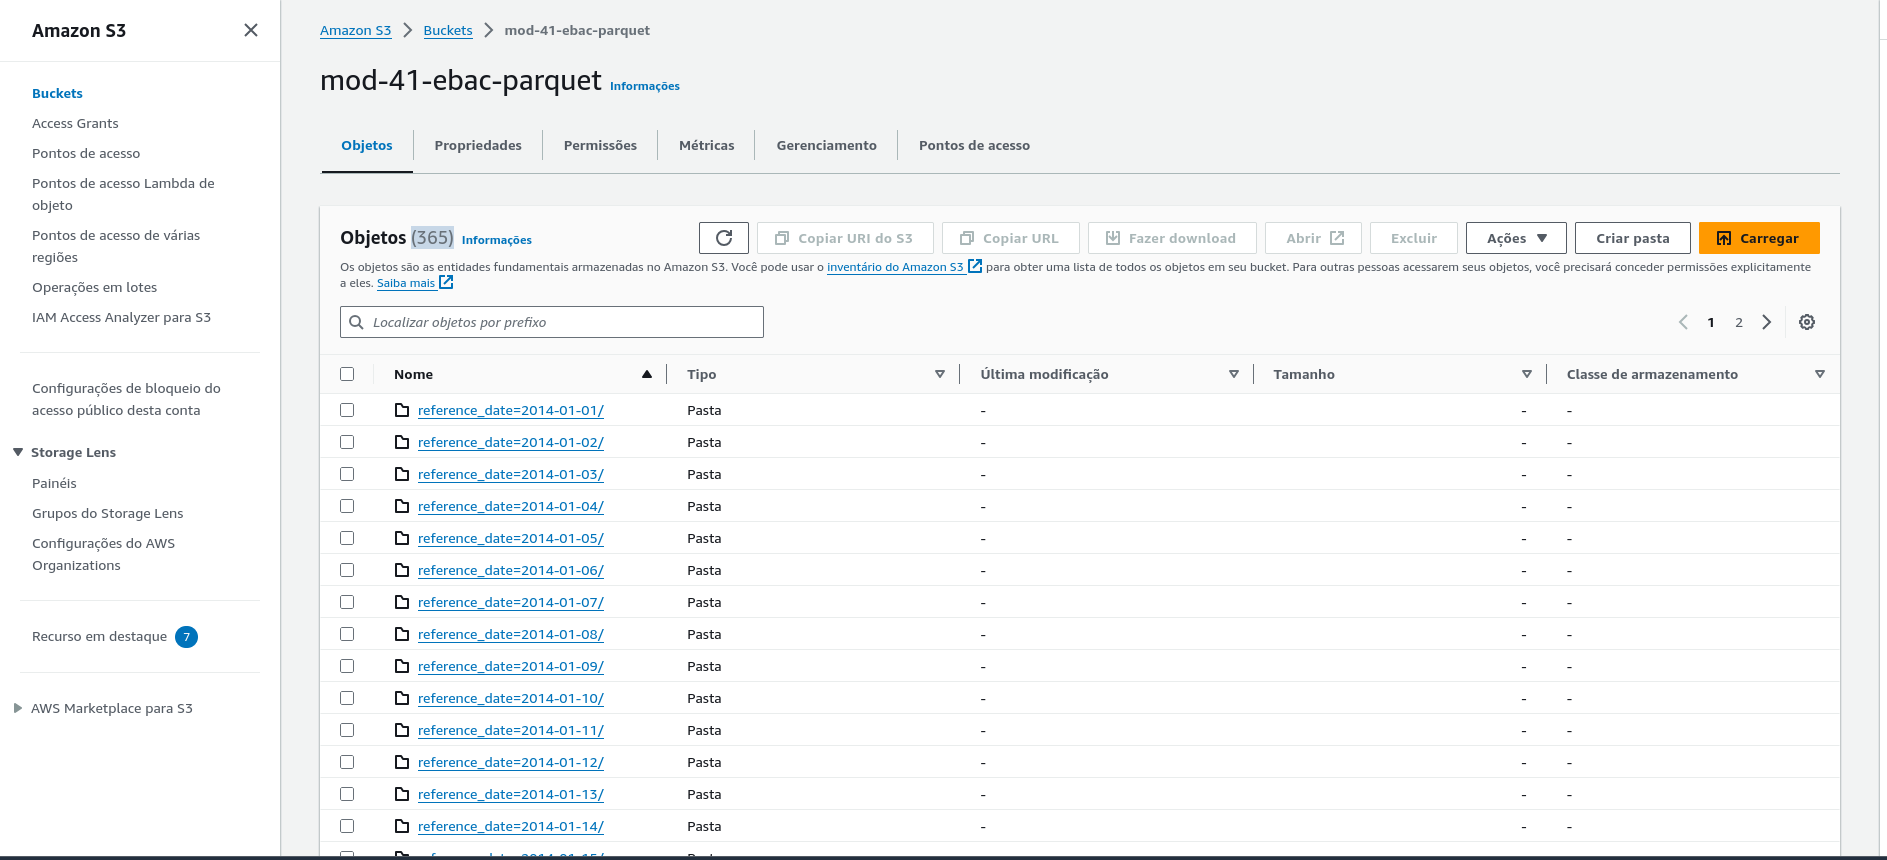 Amazon S3
Buckets
Access Grants
Pontos de acesso
Pontos de acesso Lambda de
objeto
Pontos de acesso de várias
regiões
Operações em lotes
IAM Access Analyzer para S3
Configurações de bloqueio do
acesso público desta conta
Storage Lens
Painéis
Grupos do Storage Lens
Configurações do AWS
Organizations
Recurso em destaque 7
AWS Marketplace para S3
Amazon S3 Buckets mod-41-ebac-parquet
mod-41-ebac-parquet Informações
Objetos Propriedades Permissões Métricas Gerenciamento Pontos de acesso
Objetos (365) Informações Copiar URI do S3 Copiar URL Fazer download Abrir Excluir Ações Criar pasta Carregar
Os objetos são as entidades fundamentais armazenadas no Amazon S3. Você pode usar o inventário do Amazon S3 para obter uma lista de todos os objetos em seu bucket. Para outras pessoas acessarem seus objetos, você precisará conceder permissões explicitamente
a eles. Saiba mais
Localizar objetos por prefixo 1 2
Nome Tipo Última modificação Tamanho Classe de armazenamento
reference_date=2014-01-01/ Pasta - - -
reference_date=2014-01-02/ Pasta - - -
reference_date=2014-01-03/ Pasta - - -
reference_date=2014-01-04/ Pasta - - -
reference_date=2014-01-05/ Pasta - - -
reference_date=2014-01-06/ Pasta - - -
reference_date=2014-01-07/ Pasta - - -
reference_date=2014-01-08/ Pasta - - -
reference_date=2014-01-09/ Pasta - - -
reference_date=2014-01-10/ Pasta - - -
reference_date=2014-01-11/ Pasta - - -
reference_date=2014-01-12/ Pasta - - -
reference_date=2014-01-13/ Pasta - - -
reference_date=2014-01-14/ Pasta - - -